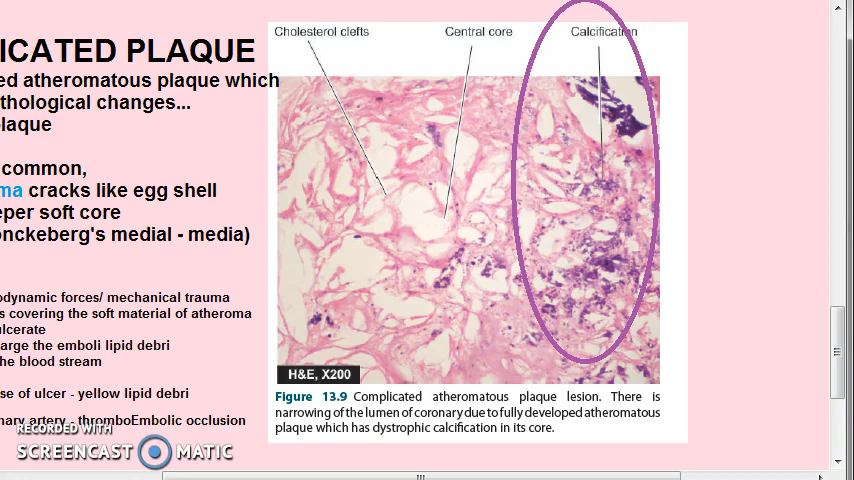 ICATED PLAQUE
ed atheromatous plaque which
thological changes...
laque
common,
ma cracks like egg shell
eper soft core
onckeberg's medial - media)
odynamic forces/ mechanical trauma
s covering the soft material of atheroma
ulcerate
arge the emboli lipid debri
he blood stream
se of ulcer - yellow lipid debri
nary artery - thromboEmbolic occlusion
Cholesterol clefts Central core Calcification
H&E, X200
Figure 13.9 Complicated atheromatous plaque lesion. There is
narrowing of the lumen of coronary due to fully developed atheromatous
plaque which has dystrophic calcification in its core.
RECORDED WITH
SCREENCAST MATIC